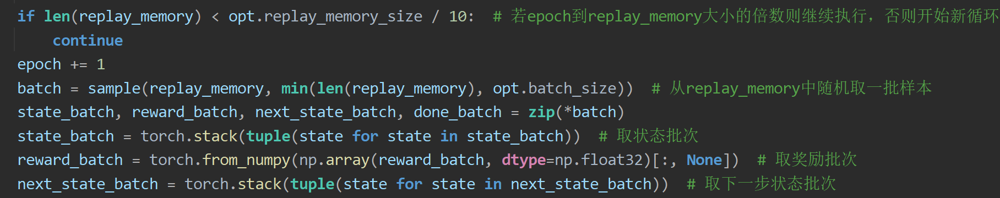 if len(replay_memory) < opt.replay_memory_size / 10:  # 若epoch到replay_memory大小的倍数则继续执行，否则开始新循环
    continue
epoch += 1
batch = sample(replay_memory, min(len(replay_memory), opt.batch_size))  # 从replay_memory中随机取一批样本
state_batch, reward_batch, next_state_batch, done_batch = zip(*batch)
state_batch = torch.stack(tuple(state for state in state_batch))  # 取状态批次
reward_batch = torch.from_numpy(np.array(reward_batch, dtype=np.float32)[:, None])  # 取奖励批次
next_state_batch = torch.stack(tuple(state for state in next_state_batch))  # 取下一步状态批次